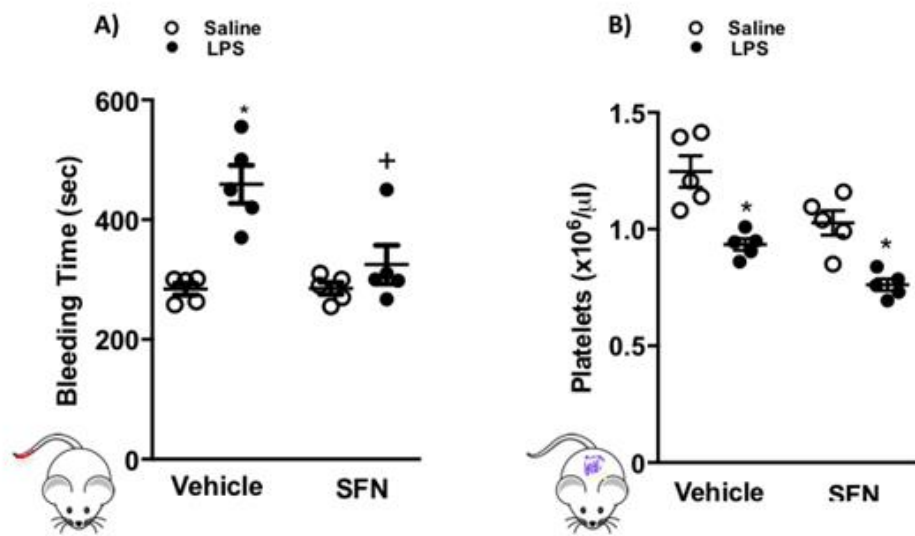 A)
Saline
LPS
600
400
200
0
Bleeding Time (sec)
*
+
Vehicle
SFN
B)
Saline
LPS
1.5
1.0
0.5
0
Platelets (x10⁶/µl)
*
*
Vehicle
SFN